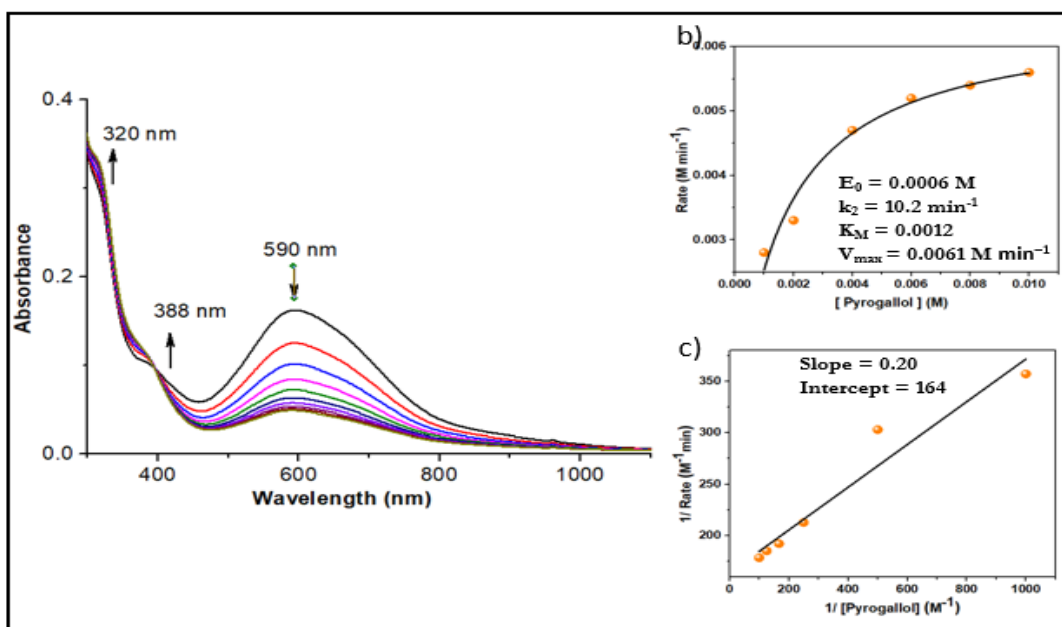 0.4
320 nm
590 nm
0.2
388 nm
0.0
400
600
800
1000
Absorbance
Wavelength (nm)
b)
0.006
0.005
0.004
0.003
Rate (M min⁻¹)
E₀ = 0.0006 M
k₂ = 10.2 min⁻¹
K_M = 0.0012
V_max = 0.0061 M min⁻¹
0.000
0.002
0.004
0.006
0.008
0.010
[ Pyrogallol ] (M)
c)
Slope = 0.20
Intercept = 164
350
300
250
200
1/ Rate (M⁻¹min)
0
200
400
600
800
1000
1/ [Pyrogallol] (M⁻¹)